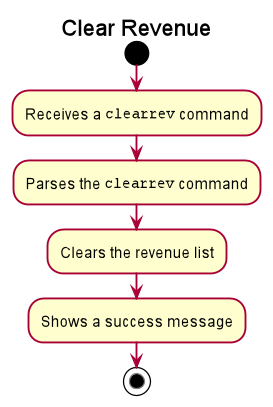 Clear Revenue
Receives a clearrev command
Parses the clearrev command
Clears the revenue list
Shows a success message